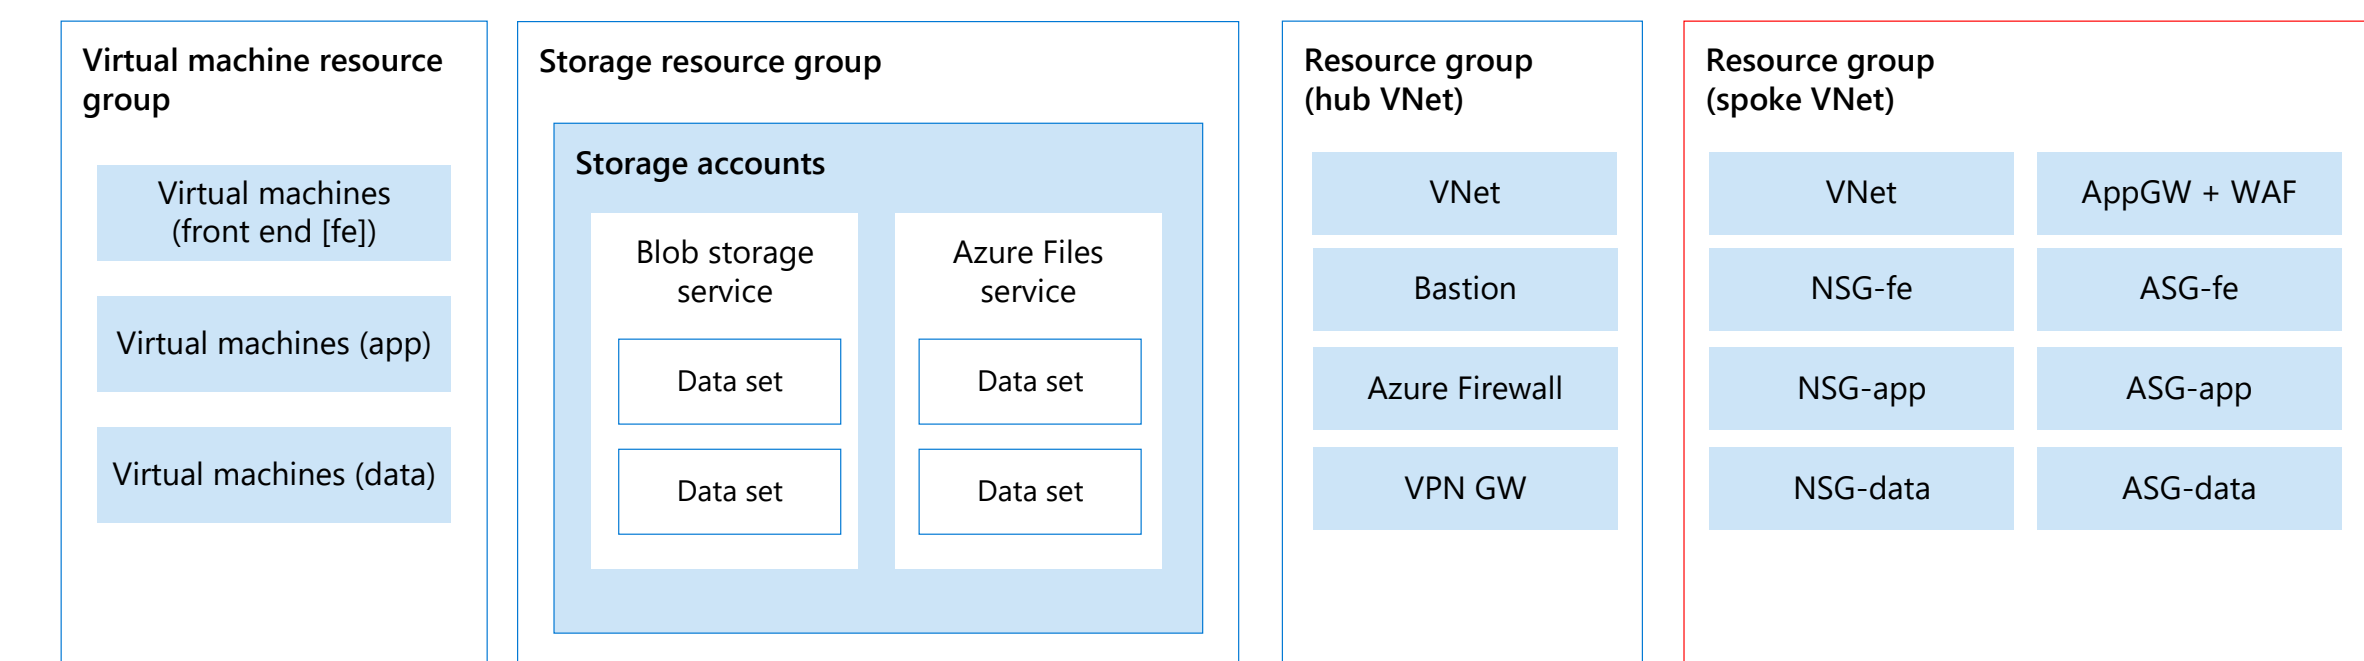 Virtual machine resource
group
Virtual machines
(front end [fe])
Virtual machines (app)
Virtual machines (data)
Storage resource group
Storage accounts
Blob storage
service
Data set
Data set
Azure Files
service
Data set
Data set
Resource group
(hub VNet)
VNet
Bastion
Azure Firewall
VPN GW
Resource group
(spoke VNet)
VNet
AppGW + WAF
NSG-fe
ASG-fe
NSG-app
ASG-app
NSG-data
ASG-data